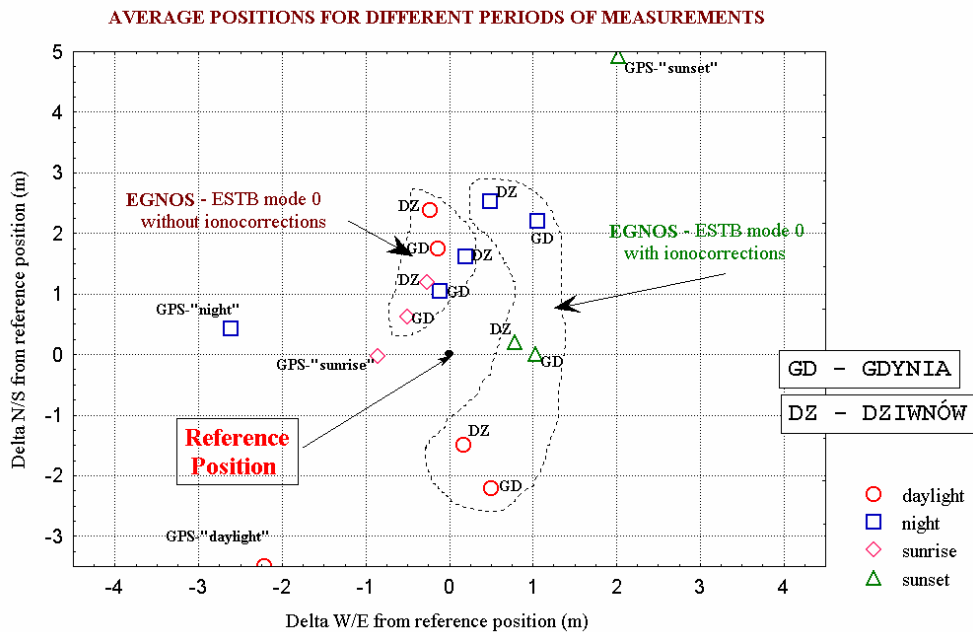 AVERAGE POSITIONS FOR DIFFERENT PERIODS OF MEASUREMENTS
5
GPS-"sunset"
4
3
DZ
EGNOS - ESTB mode 0
without ionocorrections
DZ
2
GD
EGNOS - ESTB mode 0
with ionocorrections
GD
DZ
DZ
1
GD
GPS-"night"
GD
DZ
0
GPS-"sunrise"
GD
GD - GDYNIA
DZ - DZIWNÓW
-1
Reference
Position
DZ
-2
GD
daylight
night
-3
GPS-"daylight"
sunrise
sunset
-4 -3 -2 -1 0 1 2 3 4
Delta W/E from reference position (m)
Delta N/S from reference position (m)